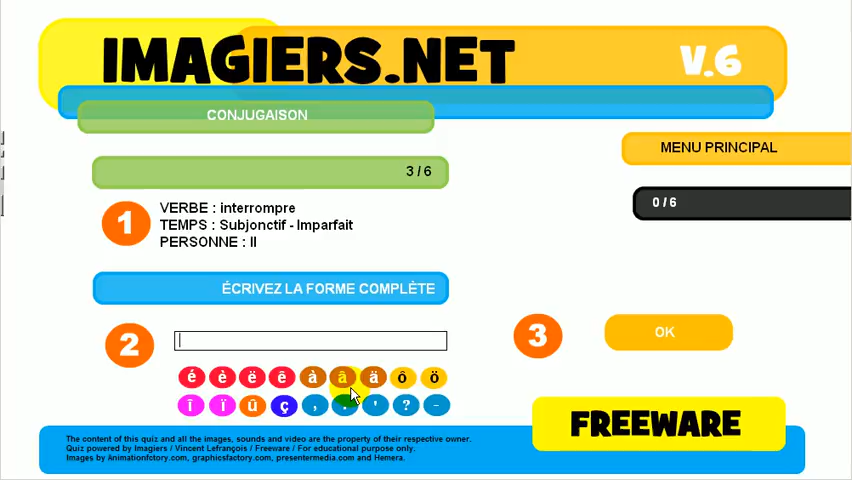 IMAGIERS.NET
V.6
CONJUGAISON
MENU PRINCIPAL
3 / 6
0 / 6
1
VERBE : interrompre
TEMPS : Subjonctif - Imparfait
PERSONNE : Il
ÉCRIVEZ LA FORME COMPLÈTE
2
3
OK
é è ë ê à â ä ô ö
î ï û ç , . ' ? -
FREEWARE
The content of this quiz and all the images, sounds and video are the property of their respective owner.
Quiz powered by Imagiers / Vincent Lefrançois / Freeware / For educational purpose only.
Images by Animationfctory.com, graphicsfactory.com, presentermedia.com and Hemera.